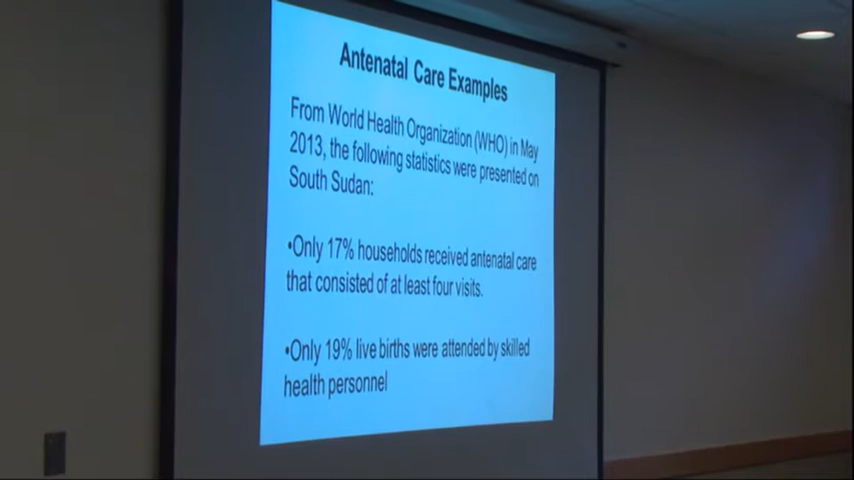 Antenatal Care Examples
From World Health Organization (WHO) in May
2013, the following statistics were presented on
South Sudan:
•Only 17% households received antenatal care
that consisted of at least four visits.
•Only 19% live births were attended by skilled
health personnel